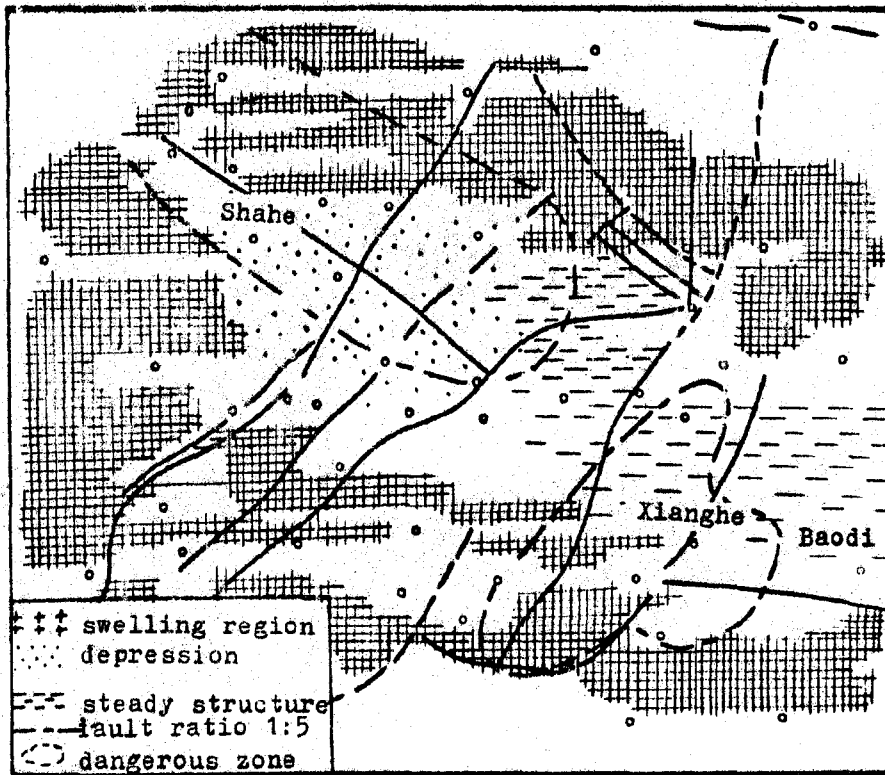 Shahe
Xianghe
Baodi
swelling region
depression
steady structure
fault ratio 1:5
dangerous zone